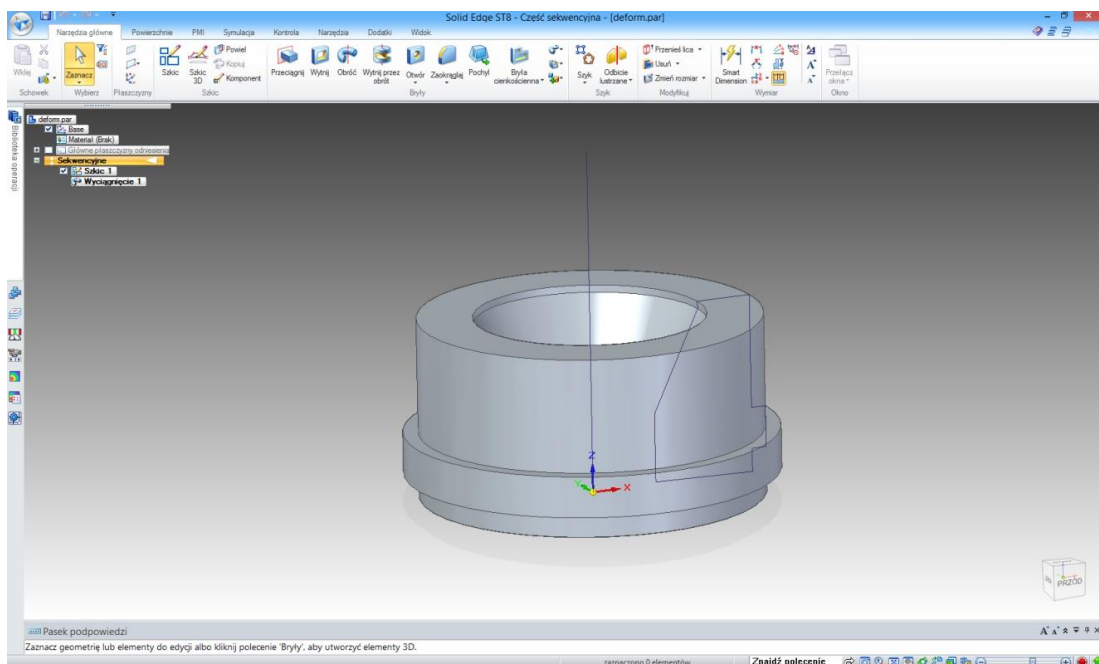 Solid Edge ST8 - Część sekwencyjna - [deform.par]
Narzędzia główne Powierzchnie PMI Symulacja Kontrola Narzędzia Dodatki Widok
Wklej Zaznacz Szkic Szkic 3D Powiel Kopiuj Komponent Przeciągnij Wytnij Obróć Wytnij przez obrót Otwór Zaokrąglaj Pochyl Bryła cienkościenna Szyk Odbicie lustrzane Przenieś lica Usuń Zmień rozmiar Smart Dimension Przełącz okna
Schowek Wybierz Płaszczyzny Szkic Bryły Szyk Modyfikuj Wymiar Okno
Biblioteka operacji
deform.par
Base
Material (Brak)
Główne płaszczyzny odniesienia
Sekwencyjne
Szkic 1
Wyciągnięcie 1
Z
Y
X
PRZÓD
Pasek podpowiedzi
Zaznacz geometrię lub elementy do edycji albo kliknij polecenie 'Bryły', aby utworzyć elementy 3D.
zaznaczono 0 elementów Znajdź polecenie